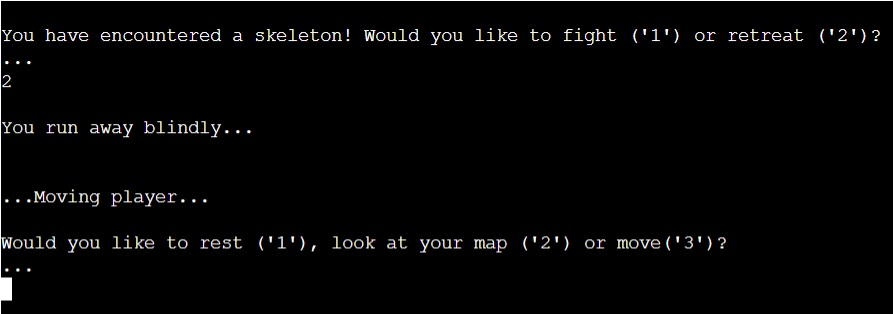 You have encountered a skeleton! Would you like to fight ('1') or retreat ('2')?
...
2
You run away blindly...
...Moving player...
Would you like to rest ('1'), look at your map ('2') or move('3')?
...